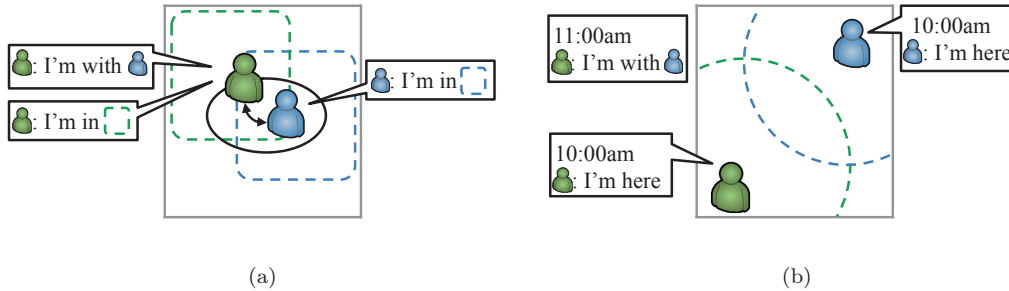 : I'm with
: I'm in
: I'm in
(a)
11:00am
: I'm with
10:00am
: I'm here
10:00am
: I'm here
(b)